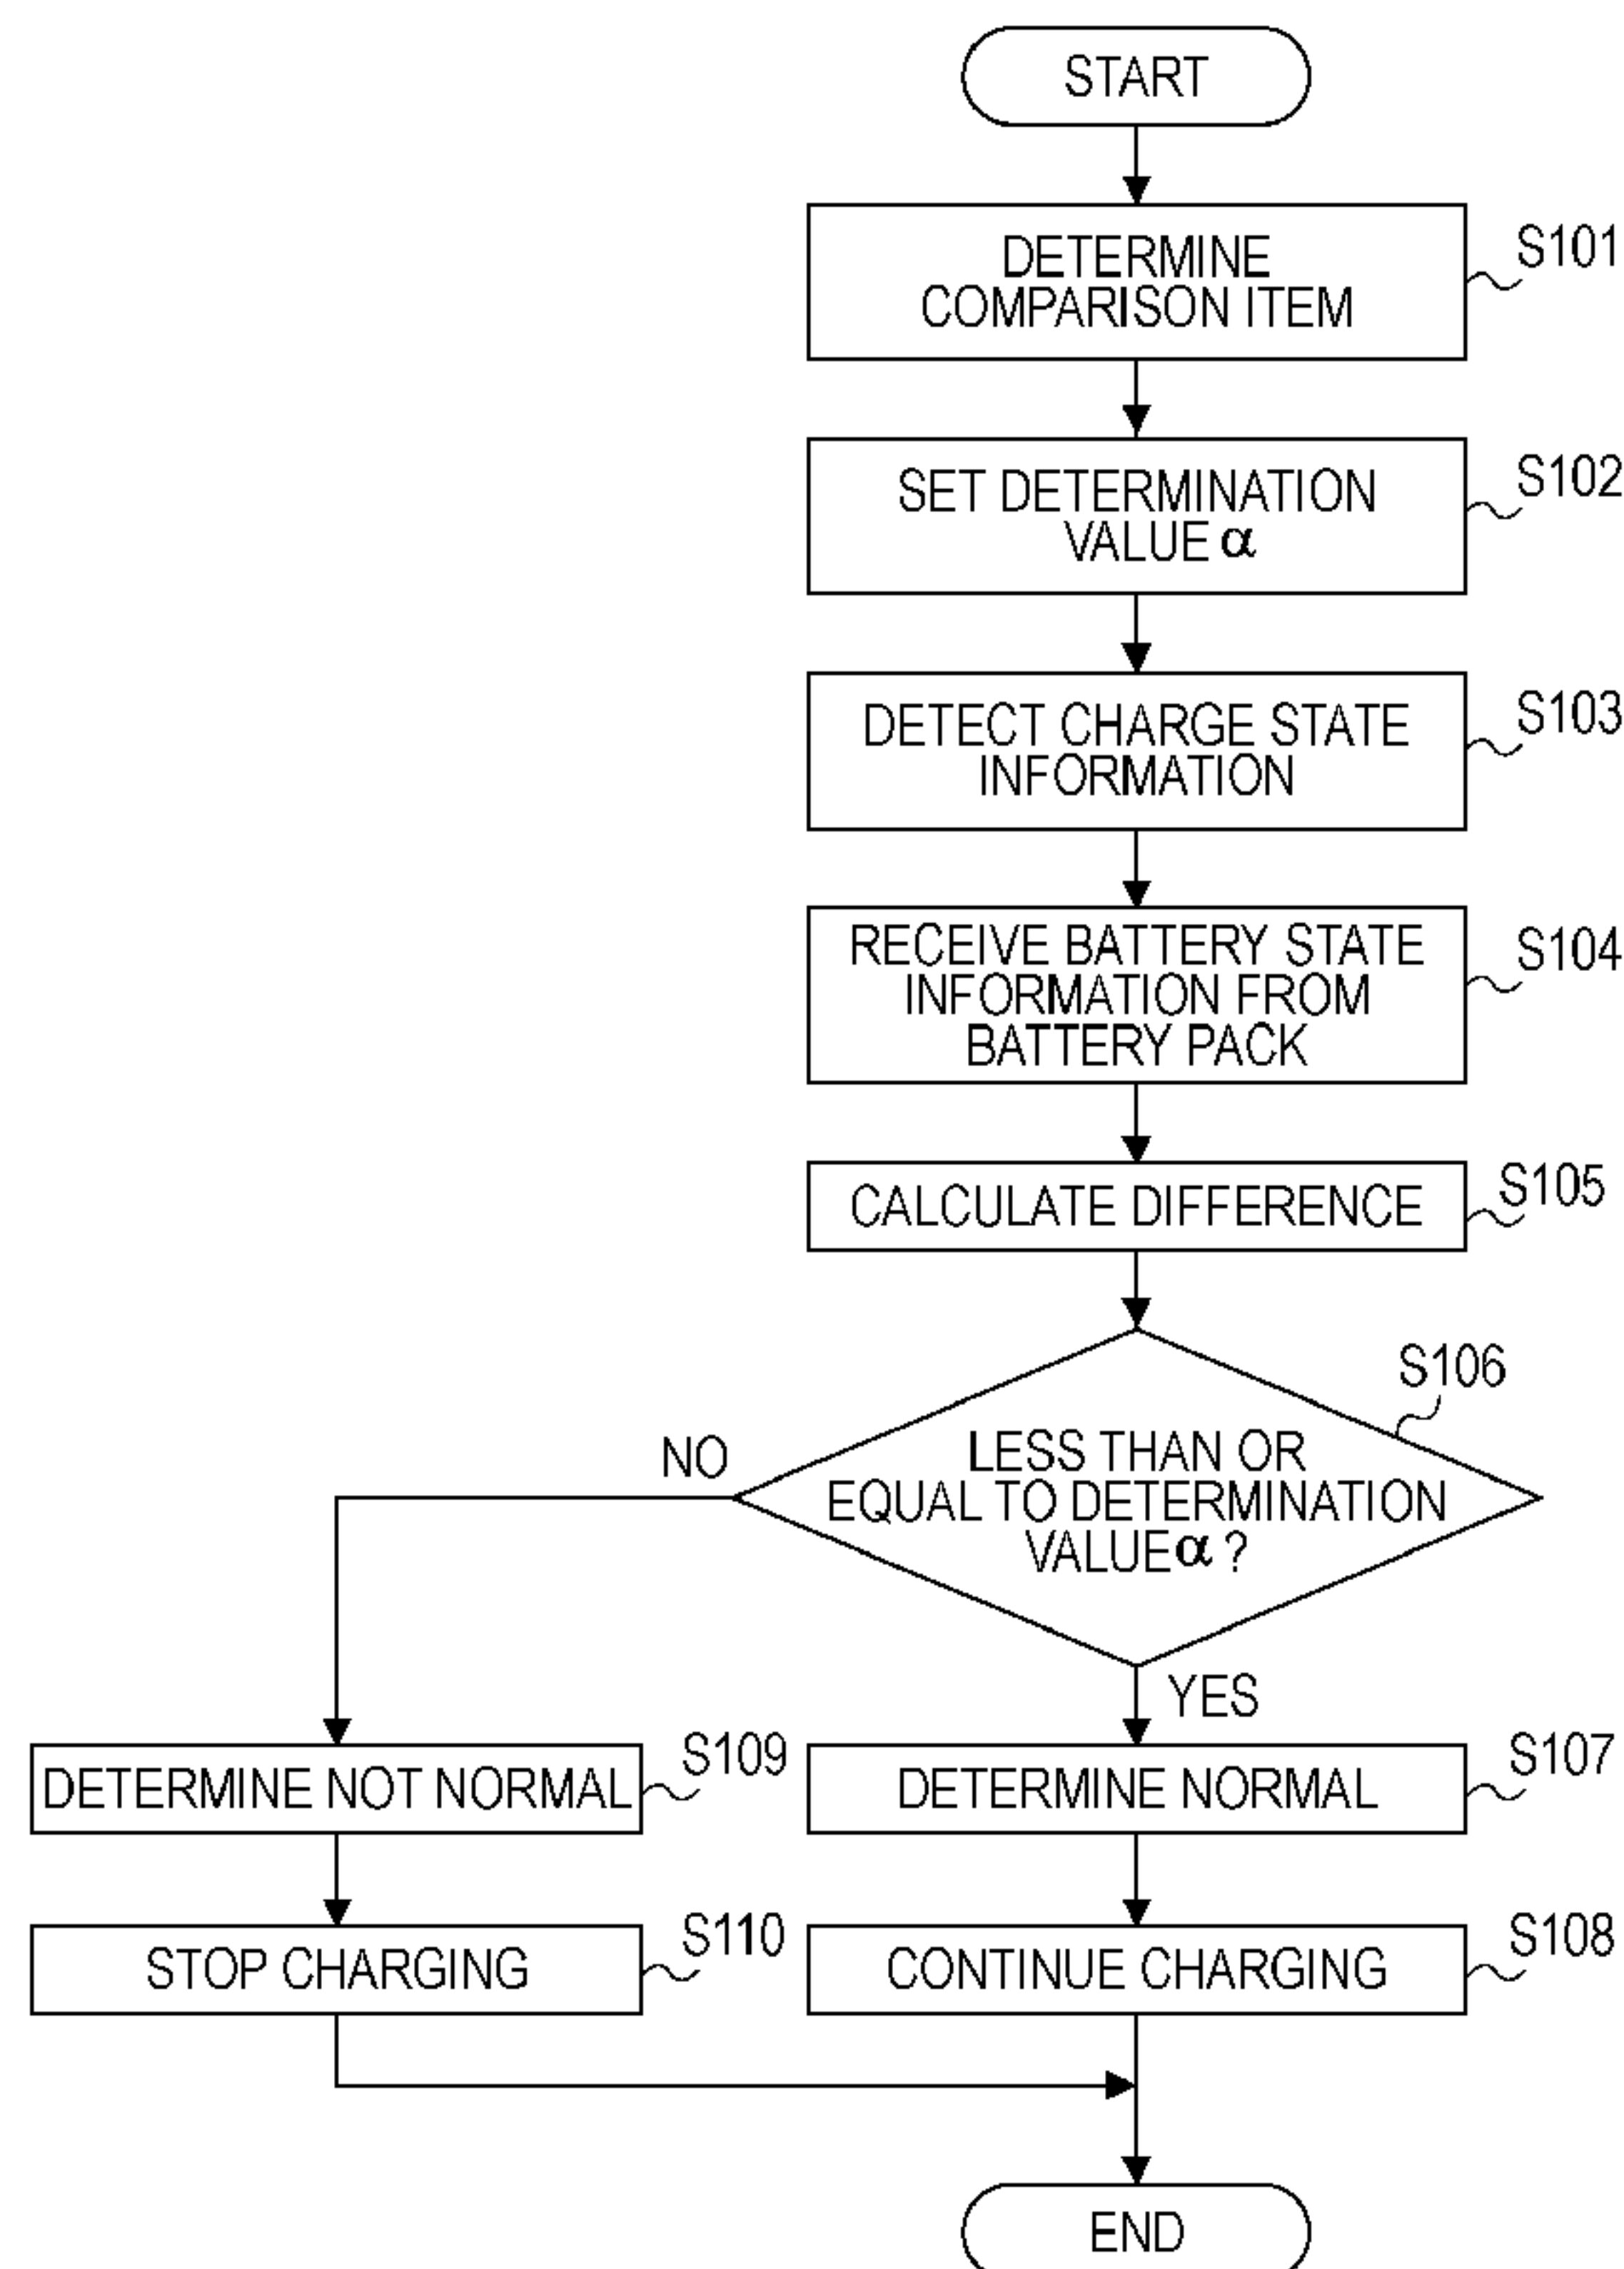 START
DETERMINE
COMPARISON ITEM
S101
SET DETERMINATION
VALUE α
S102
DETECT CHARGE STATE
INFORMATION
S103
RECEIVE BATTERY STATE
INFORMATION FROM
BATTERY PACK
S104
CALCULATE DIFFERENCE
S105
S106
LESS THAN OR
EQUAL TO DETERMINATION
VALUE α ?
NO
YES
DETERMINE NOT NORMAL
S109
DETERMINE NORMAL
S107
STOP CHARGING
S110
CONTINUE CHARGING
S108
END